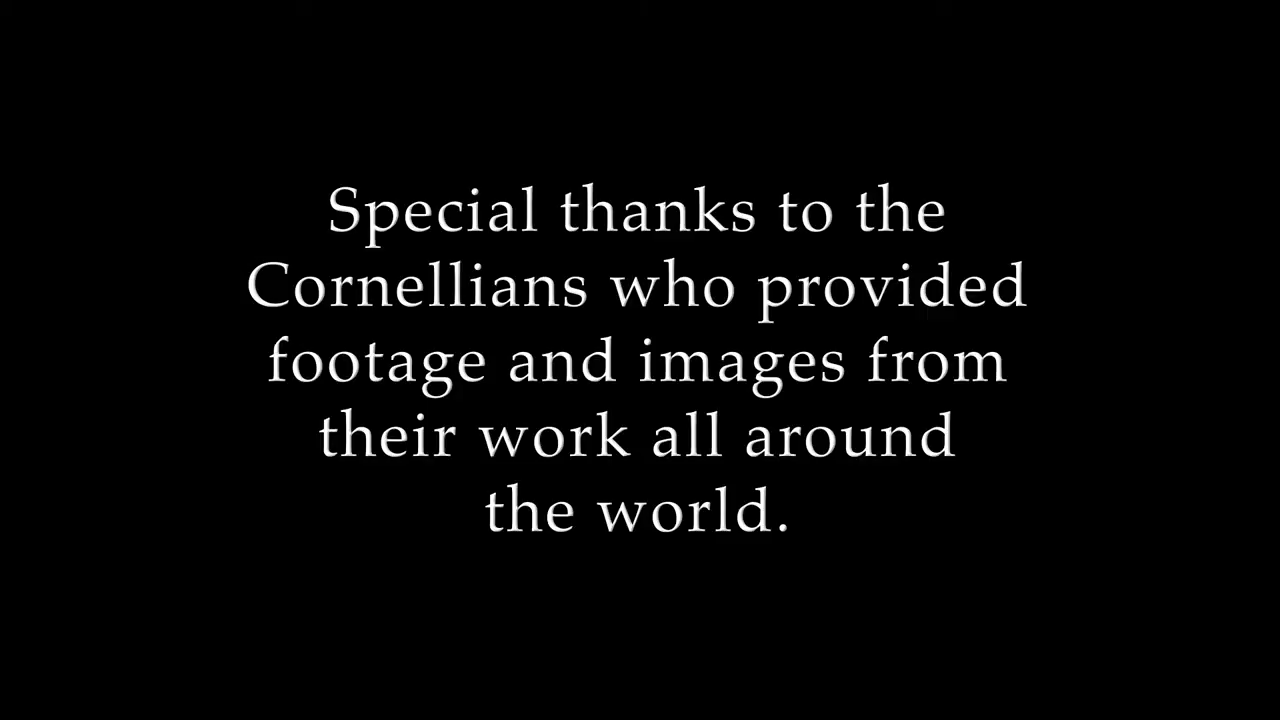 Special thanks to the
Cornellians who provided
footage and images from
their work all around
the world.